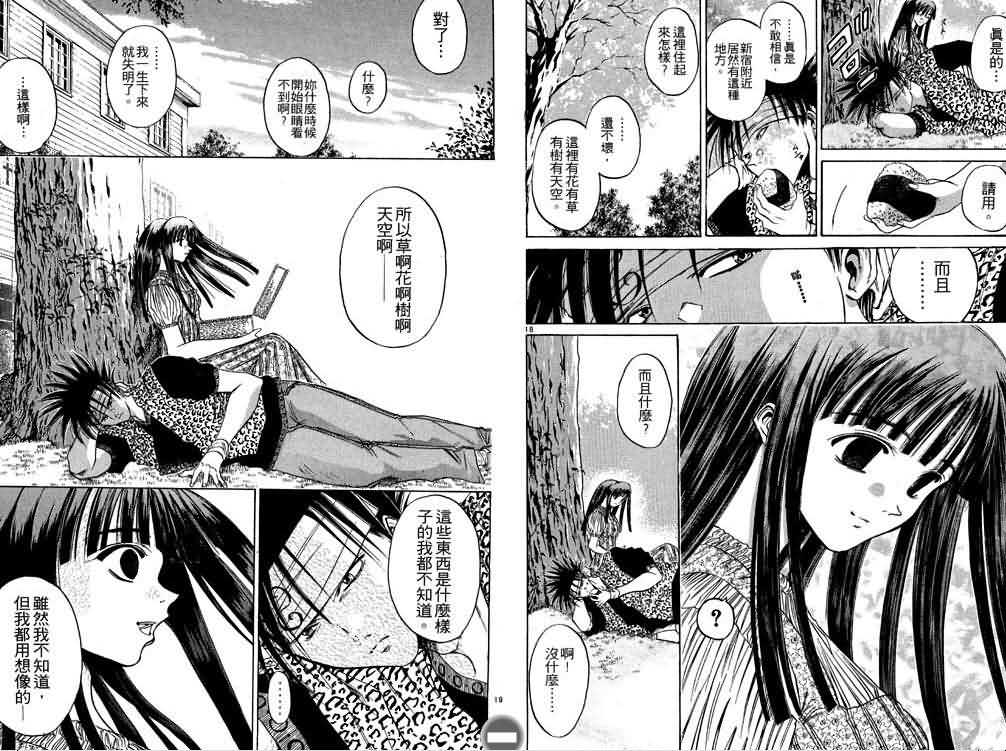 眞是的…
請用。
……眞是
不敢相信，
新宿附近
居然有這種
地方。
這裡住起
來怎樣？
……還不壞，
這裡有花有草
有樹有天空。
而且……
18
？
而且什麼？
啊！
沒什麼……
對了…
什麼？
妳什麼時候
開始眼睛看
不到啊？
…我一生下來
就失明了。
…這樣啊…
所以草啊花啊樹啊
天空啊——
這些東西是什麼樣
子的我都不知道。
……
雖然我不知道，
但我都用想像的—
19